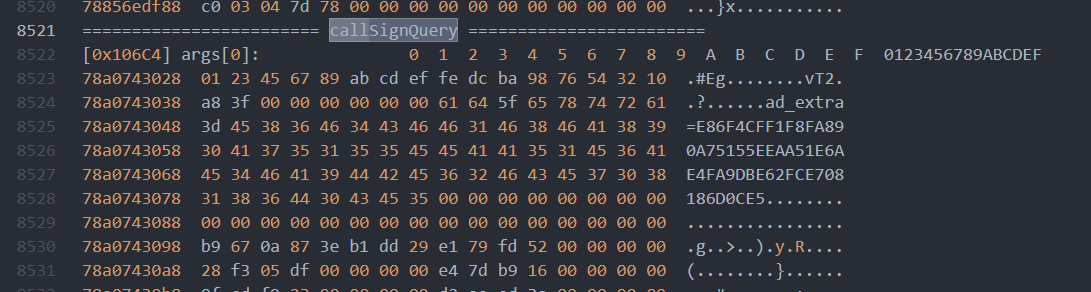 8520 78856edf88 c0 03 04 7d 78 00 00 00 00 00 00 00 00 00 00 00 ...}x...........
8521 ======================== callSignQuery ========================
8522 [0x106C4] args[0]: 0 1 2 3 4 5 6 7 8 9 A B C D E F 0123456789ABCDEF
8523 78a0743028 01 23 45 67 89 ab cd ef fe dc ba 98 76 54 32 10 .#Eg........vT2.
8524 78a0743038 a8 3f 00 00 00 00 00 00 61 64 5f 65 78 74 72 61 .?......ad_extra
8525 78a0743048 3d 45 38 36 46 34 43 46 46 31 46 38 46 41 38 39 =E86F4CFF1F8FA89
8526 78a0743058 30 41 37 35 31 35 35 45 45 41 41 35 31 45 36 41 0A75155EEAA51E6A
8527 78a0743068 45 34 46 41 39 44 42 45 36 32 46 43 45 37 30 38 E4FA9DBE62FCE708
8528 78a0743078 31 38 36 44 30 43 45 35 00 00 00 00 00 00 00 00 186D0CE5........
8529 78a0743088 00 00 00 00 00 00 00 00 00 00 00 00 00 00 00 00 ................
8530 78a0743098 b9 67 0a 87 3e b1 dd 29 e1 79 fd 52 00 00 00 00 .g..>..).y.R....
8531 78a07430a8 28 f3 05 df 00 00 00 00 e4 7d b9 16 00 00 00 00 (........}......